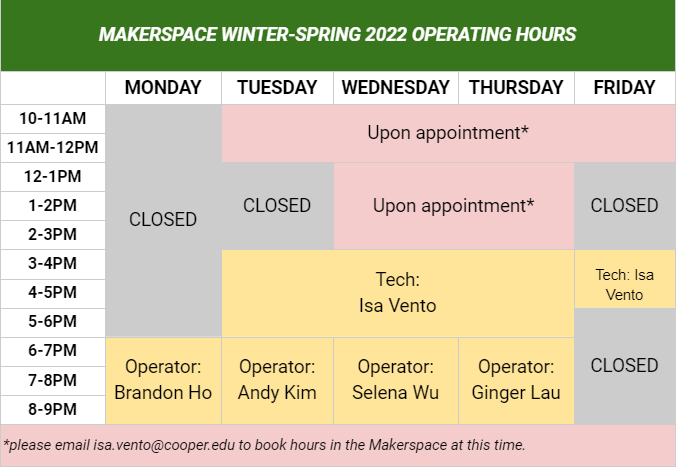 MAKERSPACE WINTER-SPRING 2022 OPERATING HOURS
MONDAY TUESDAY WEDNESDAY THURSDAY FRIDAY
10-11AM
Upon appointment*
11AM-12PM
12-1PM
1-2PM
CLOSED
CLOSED
Upon appointment*
CLOSED
2-3PM
3-4PM
Tech:
Isa Vento
Tech: Isa
Vento
4-5PM
5-6PM
6-7PM
Operator:
Brandon Ho
Operator:
Andy Kim
Operator:
Selena Wu
Operator:
Ginger Lau
CLOSED
7-8PM
8-9PM
*please email isa.vento@cooper.edu to book hours in the Makerspace at this time.